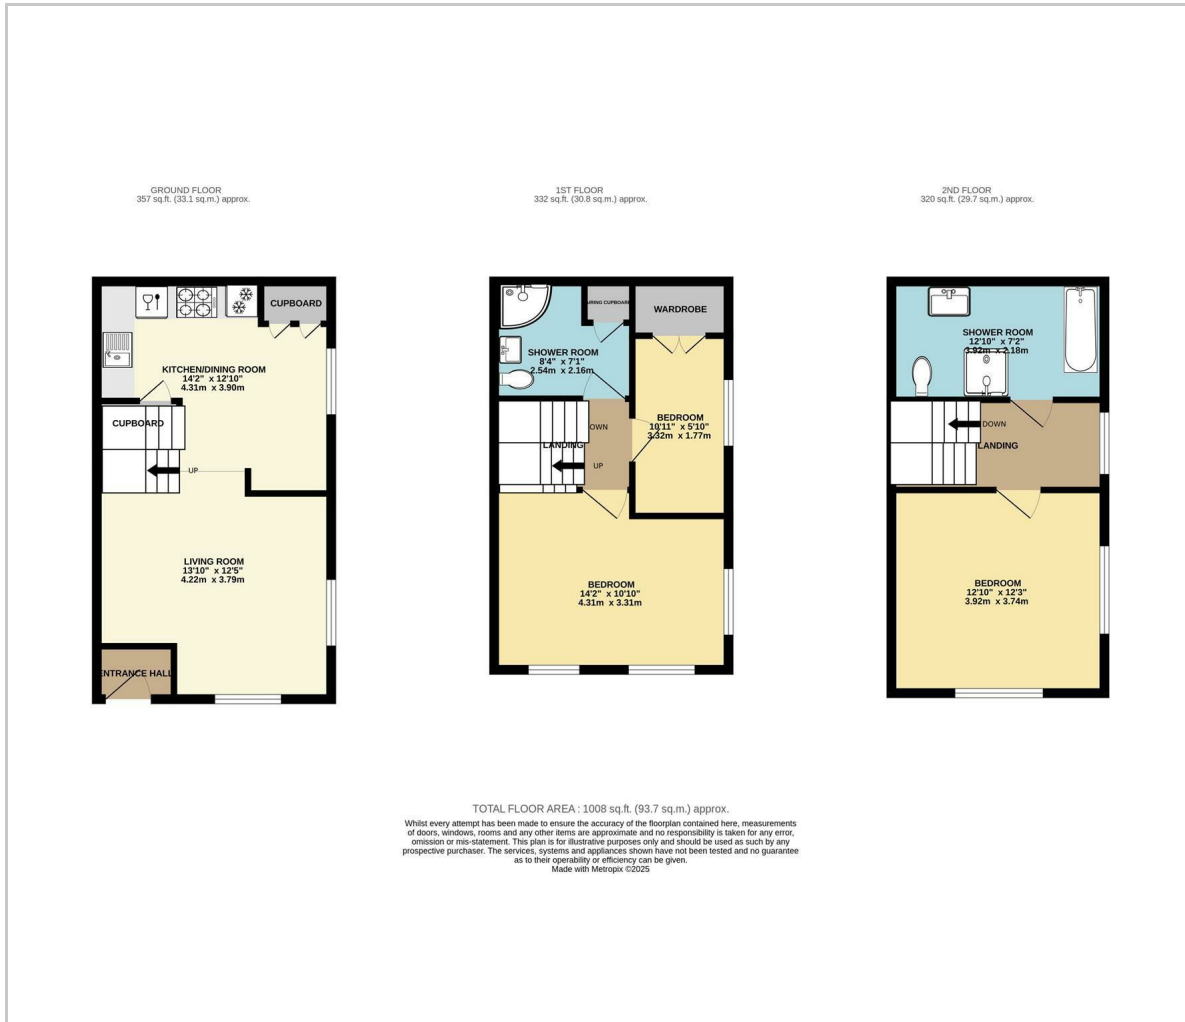 GROUND FLOOR
357 sq.ft. (33.1 sq.m.) approx.
CUPBOARD
KITCHEN/DINING ROOM
14'2" x 12'10"
4.31m x 3.90m
CUPBOARD
UP
LIVING ROOM
13'10" x 12'5"
4.22m x 3.79m
ENTRANCE HALL
1ST FLOOR
332 sq.ft. (30.8 sq.m.) approx.
AIRING CUPBOARD
WARDROBE
SHOWER ROOM
8'4" x 7'1"
2.54m x 2.16m
BEDROOM
10'11" x 5'10"
3.32m x 1.77m
DOWN
LANDING
UP
BEDROOM
14'2" x 10'10"
4.31m x 3.31m
2ND FLOOR
320 sq.ft. (29.7 sq.m.) approx.
SHOWER ROOM
12'10" x 7'2"
3.92m x 2.18m
DOWN
LANDING
BEDROOM
12'10" x 12'3"
3.92m x 3.74m
TOTAL FLOOR AREA : 1008 sq.ft. (93.7 sq.m.) approx.
Whilst every attempt has been made to ensure the accuracy of the floorplan contained here, measurements
of doors, windows, rooms and any other items are approximate and no responsibility is taken for any error,
omission or mis-statement. This plan is for illustrative purposes only and should be used as such by any
prospective purchaser. The services, systems and appliances shown have not been tested and no guarantee
as to their operability or efficiency can be given.
Made with Metropix ©2025